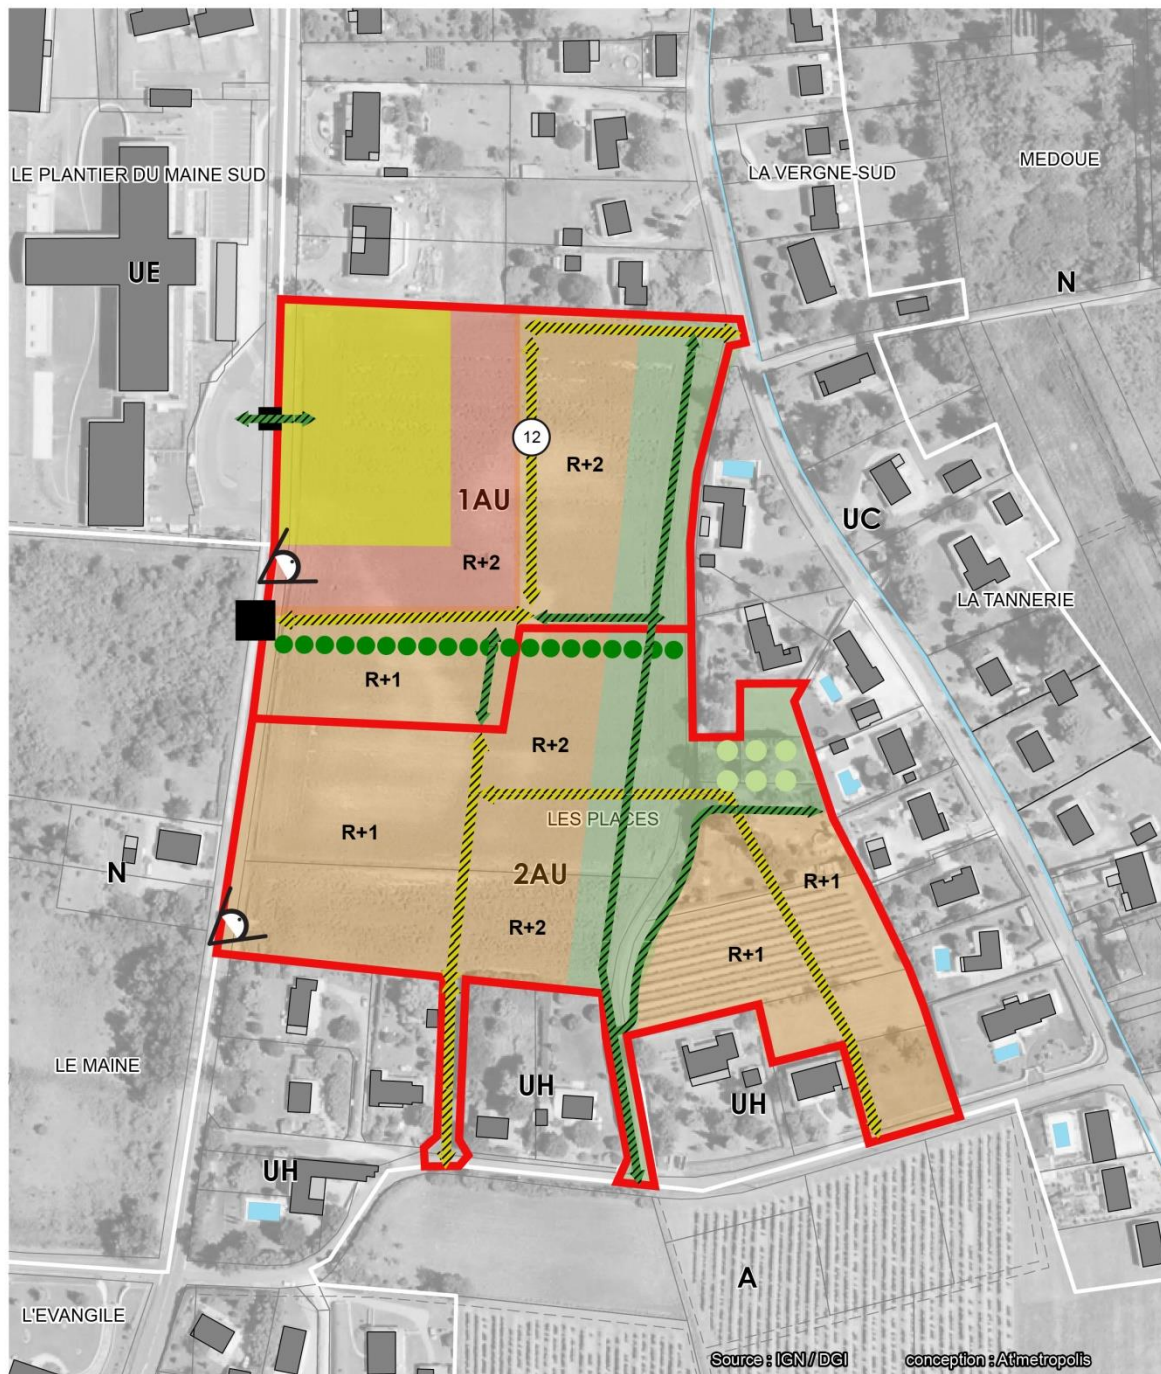 LE PLANTIER DU MAINE SUD
LA VERGNE-SUD
MEDOUE
UE
N
12
R+2
1AU
UC
R+2
LA TANNERIE
R+1
R+2
LES PLACES
R+1
N
2AU
R+1
R+2
R+1
LE MAINE
UH
UH
UH
A
L'EVANGILE
Source : IGN / DGI
conception : At'metropolis